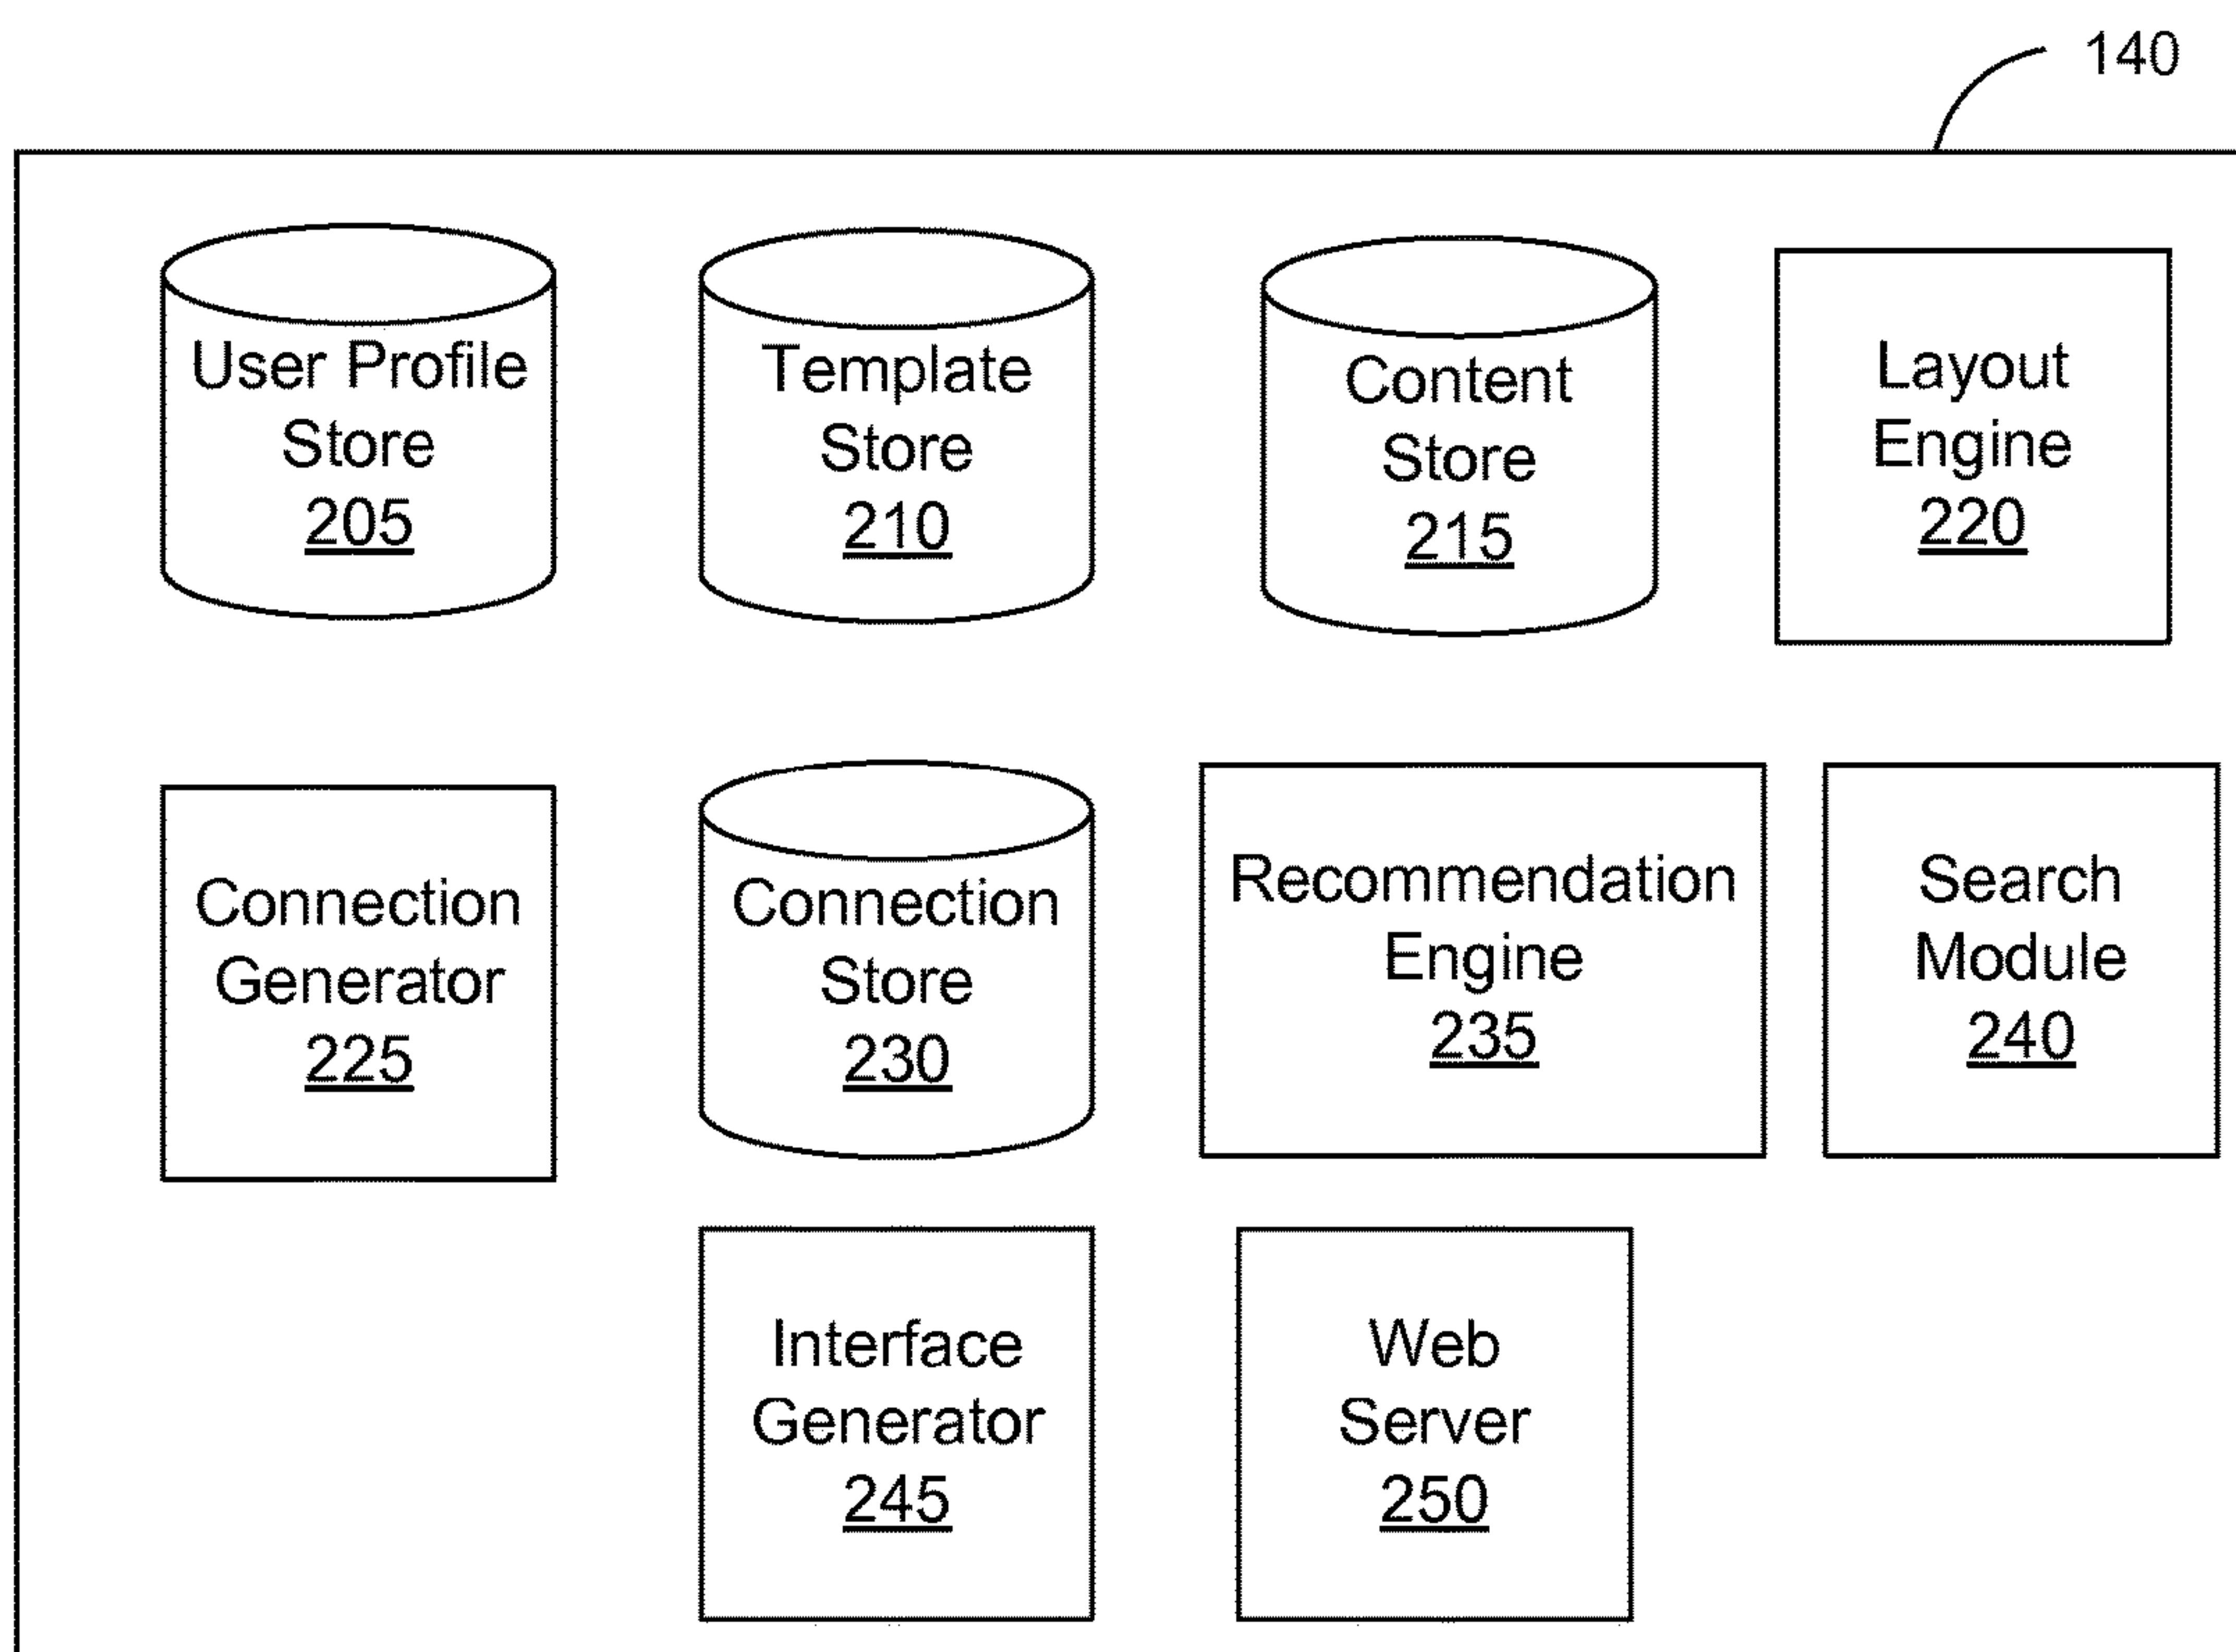 140
User Profile
Store
205
Template
Store
210
Content
Store
215
Layout
Engine
220
Connection
Generator
225
Connection
Store
230
Recommendation
Engine
235
Search
Module
240
Interface
Generator
245
Web
Server
250